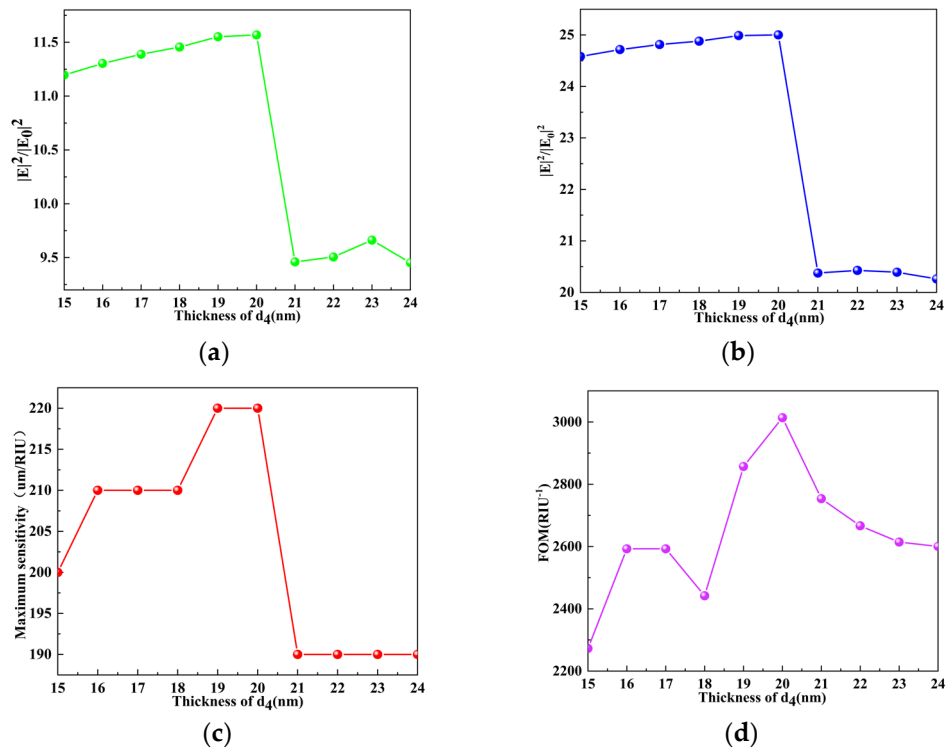 |E|²/|E₀|²
11.5
11.0
10.5
10.0
9.5
15 16 17 18 19 20 21 22 23 24
Thickness of d₄(nm)
(a)
|E|²/|E₀|²
25
24
23
22
21
20
15 16 17 18 19 20 21 22 23 24
Thickness of d₄(nm)
(b)
Maximum sensitivity（um/RIU）
220
215
210
205
200
195
190
15 16 17 18 19 20 21 22 23 24
Thickness of d₄(nm)
(c)
FOM(RIU⁻¹)
3000
2800
2600
2400
2200
15 16 17 18 19 20 21 22 23 24
Thickness of d₄(nm)
(d)